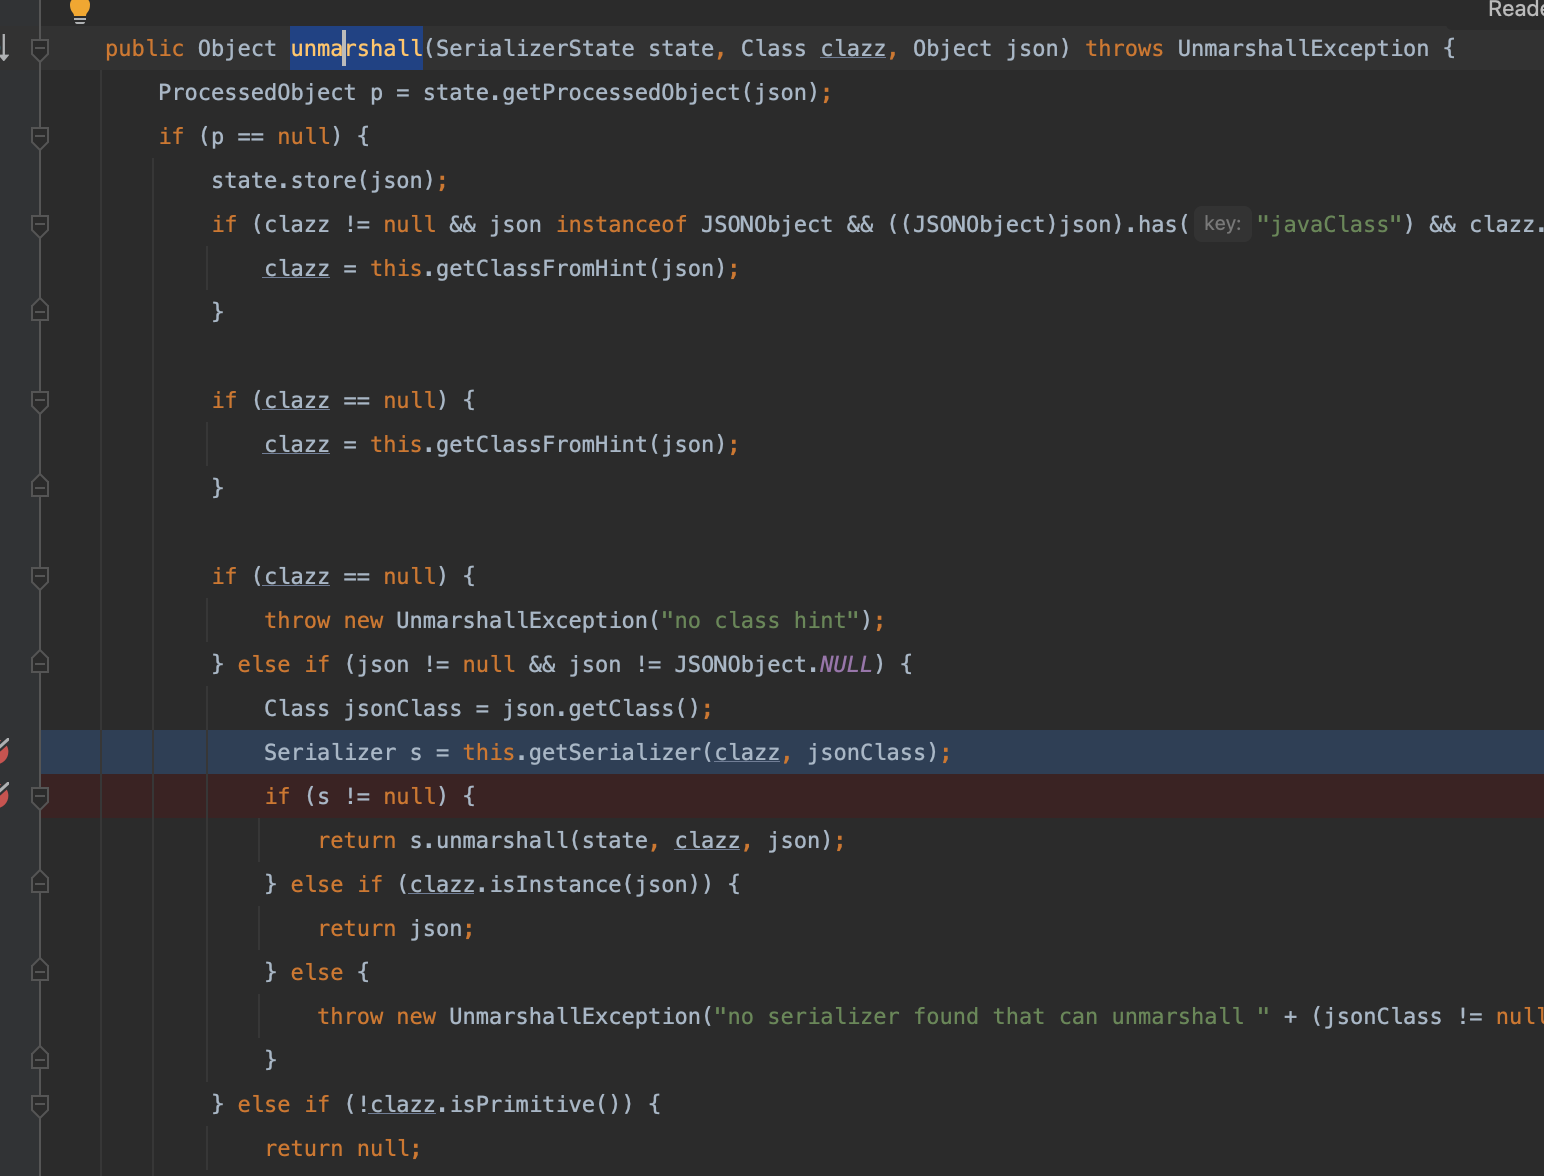 Reade
public Object unmarshall(SerializerState state, Class clazz, Object json) throws UnmarshallException {
ProcessedObject p = state.getProcessedObject(json);
if (p == null) {
state.store(json);
if (clazz != null && json instanceof JSONObject && ((JSONObject)json).has( key: "javaClass") && clazz.
clazz = this.getClassFromHint(json);
}
if (clazz == null) {
clazz = this.getClassFromHint(json);
}
if (clazz == null) {
throw new UnmarshallException("no class hint");
} else if (json != null && json != JSONObject.NULL) {
Class jsonClass = json.getClass();
Serializer s = this.getSerializer(clazz, jsonClass);
if (s != null) {
return s.unmarshall(state, clazz, json);
} else if (clazz.isInstance(json)) {
return json;
} else {
throw new UnmarshallException("no serializer found that can unmarshall " + (jsonClass != null
}
} else if (!clazz.isPrimitive()) {
return null;